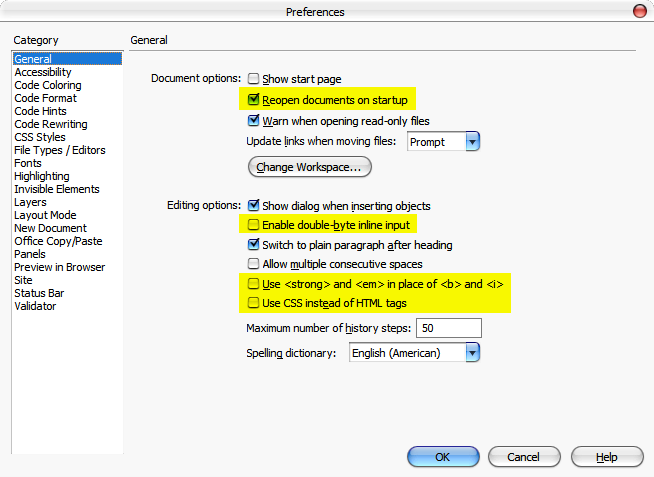 Preferences
Category
General
Accessibility
Code Coloring
Code Format
Code Hints
Code Rewriting
CSS Styles
File Types / Editors
Fonts
Highlighting
Invisible Elements
Layers
Layout Mode
New Document
Office Copy/Paste
Panels
Preview in Browser
Site
Status Bar
Validator
General
Document options: Show start page
Reopen documents on startup
Warn when opening read-only files
Update links when moving files: Prompt
Change Workspace...
Editing options: Show dialog when inserting objects
Enable double-byte inline input
Switch to plain paragraph after heading
Allow multiple consecutive spaces
Use <strong> and <em> in place of <b> and <i>
Use CSS instead of HTML tags
Maximum number of history steps: 50
Spelling dictionary: English (American)
OK Cancel Help